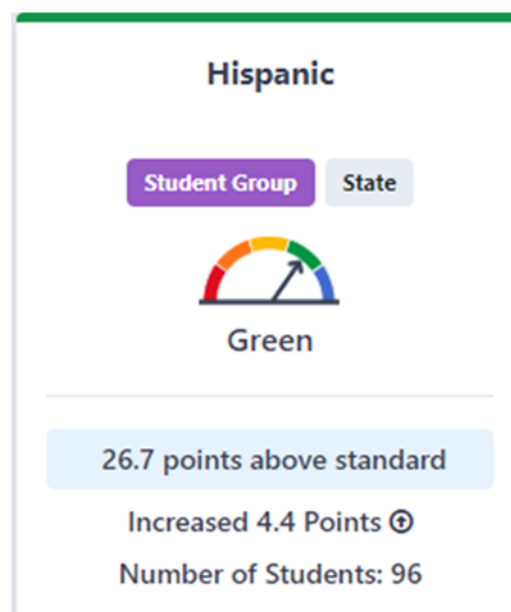 Hispanic
Student Group State
Green
26.7 points above standard
Increased 4.4 Points
Number of Students: 96